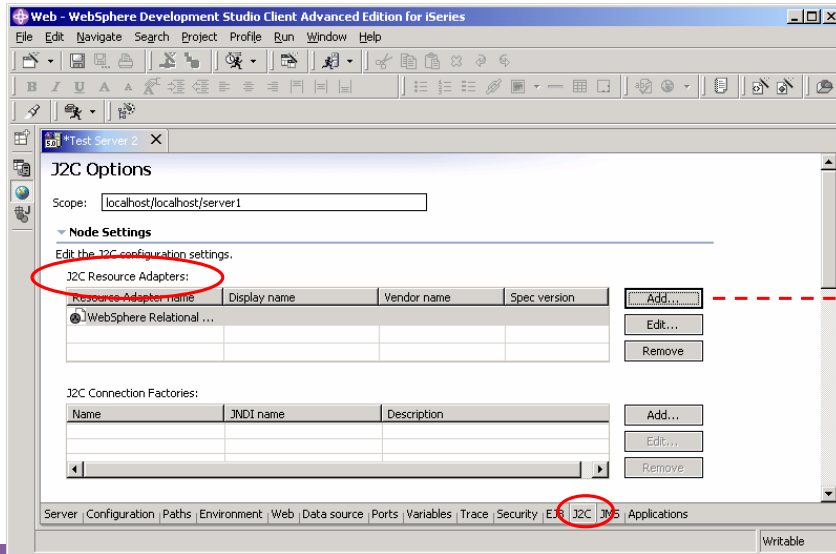 Web - WebSphere Development Studio Client Advanced Edition for iSeries
File Edit Navigate Search Project Profile Run Window Help
B I U A A
*Test Server 2
J2C Options
Scope: localhost/localhost/server1
Node Settings
Edit the J2C configuration settings.
J2C Resource Adapters:
Resource Adapter name Display name Vendor name Spec version Add...
WebSphere Relational ...
Edit...
Remove
J2C Connection Factories:
Name JNDI name Description Add...
Edit...
Remove
Server Configuration Paths Environment Web Data source Ports Variables Trace Security EJB J2C JMS Applications
Writable